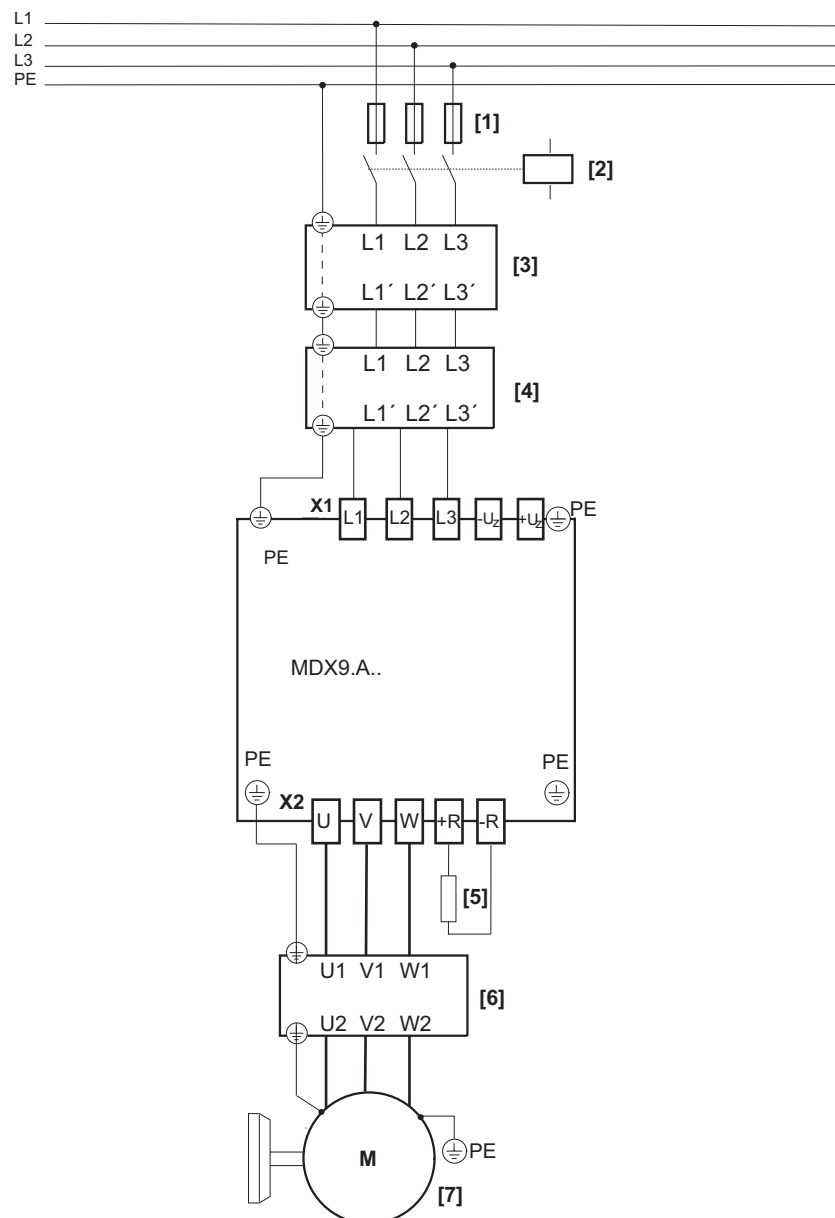 L1
L2
L3
PE
[1]
[2]
L1 L2 L3
[3]
L1´ L2´ L3´
L1 L2 L3
[4]
L1´ L2´ L3´
X1
L1 L2 L3 -UZ +UZ
PE
PE
MDX9.A..
PE
PE
X2
U V W +R -R
[5]
U1 V1 W1
[6]
U2 V2 W2
M
PE
[7]